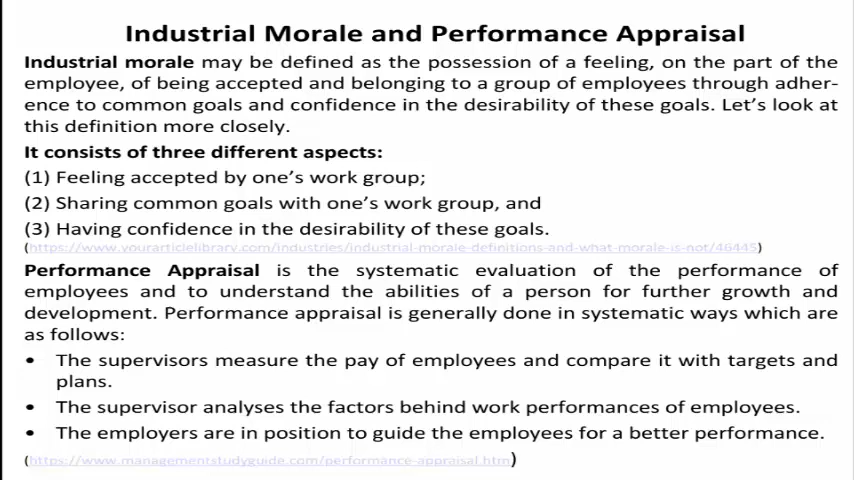 Industrial Morale and Performance Appraisal
Industrial morale may be defined as the possession of a feeling, on the part of the
employee, of being accepted and belonging to a group of employees through adher-
ence to common goals and confidence in the desirability of these goals. Let's look at
this definition more closely.
It consists of three different aspects:
(1) Feeling accepted by one's work group;
(2) Sharing common goals with one's work group, and
(3) Having confidence in the desirability of these goals.
(https://www.yourarticlelibrary.com/industries/industrial-morale-definitions-and-what-morale-is-not/46445)
Performance Appraisal is the systematic evaluation of the performance of
employees and to understand the abilities of a person for further growth and
development. Performance appraisal is generally done in systematic ways which are
as follows:
• The supervisors measure the pay of employees and compare it with targets and
plans.
• The supervisor analyses the factors behind work performances of employees.
• The employers are in position to guide the employees for a better performance.
(https://www.managementstudyguide.com/performance-appraisal.htm)